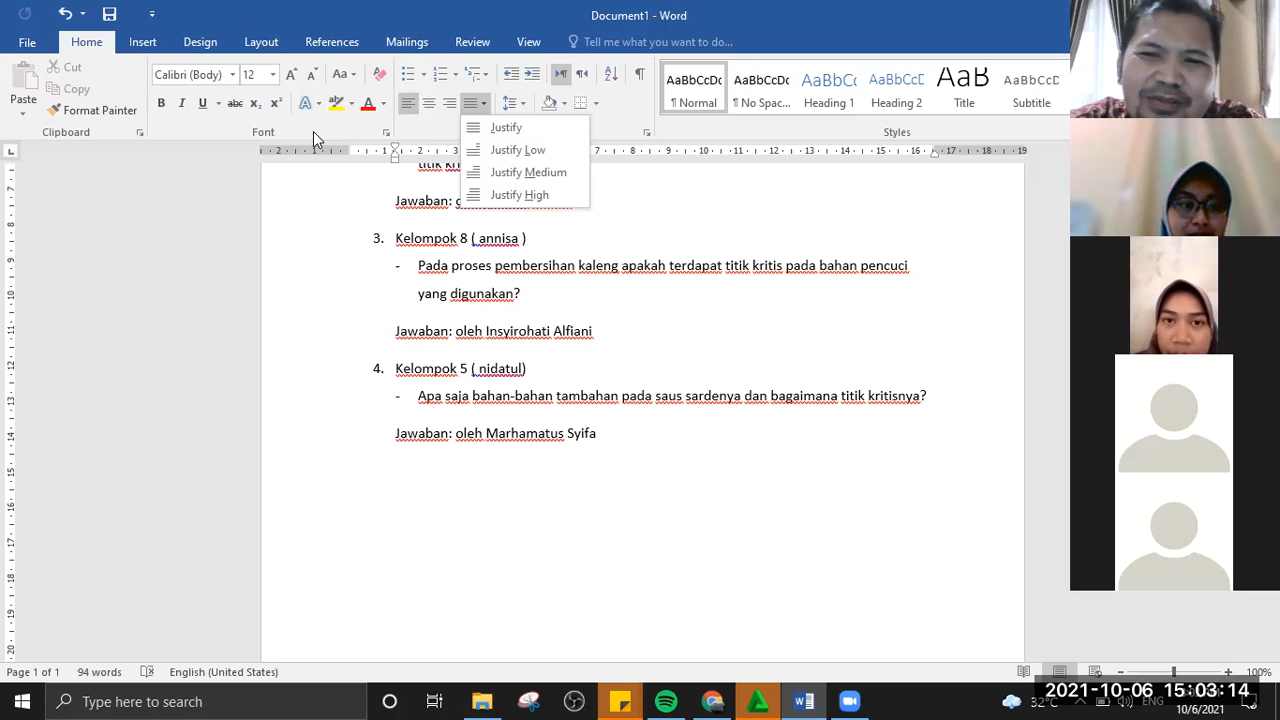 Document1 - Word
File Home Insert Design Layout References Mailings Review View Tell me what you want to do...
Cut
Copy
Format Painter
Paste
Clipboard
Calibri (Body) 12
Font
AaBbCcDc AaBbCcDc AaBbCc AaBbCcD AaB AaBbCcD
¶ Normal ¶ No Spac... Heading 1 Heading 2 Title Subtitle
Styles
Justify
Justify Low
Justify Medium
Justify High
Jawaban:
3. Kelompok 8 ( annisa )
- Pada proses pembersihan kaleng apakah terdapat titik kritis pada bahan pencuci
yang digunakan?
Jawaban: oleh Insyirohati Alfiani
4. Kelompok 5 ( nidatul)
- Apa saja bahan-bahan tambahan pada saus sardenya dan bagaimana titik kritisnya?
Jawaban: oleh Marhamatus Syifa
Page 1 of 1 94 words English (United States) 100%
Type here to search
32°C ENG
2021-10-06 15:03:14
10/6/2021